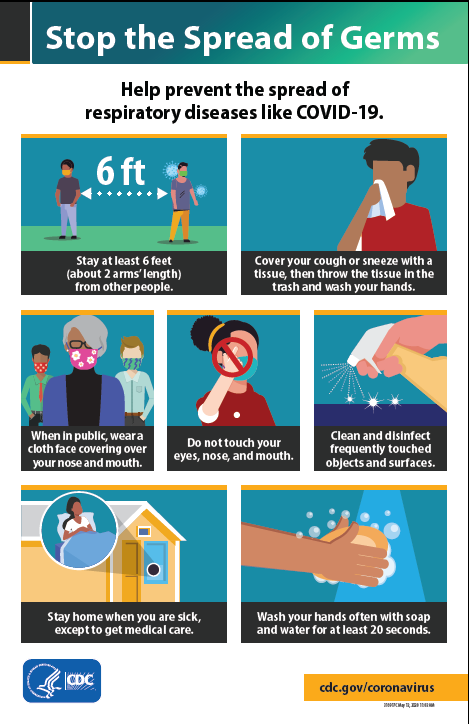 Stop the Spread of Germs
Help prevent the spread of
respiratory diseases like COVID-19.
6 ft
Stay at least 6 feet
(about 2 arms’ length)
from other people.
Cover your cough or sneeze with a
tissue, then throw the tissue in the
trash and wash your hands.
When in public, wear a
cloth face covering over
your nose and mouth.
Do not touch your
eyes, nose, and mouth.
Clean and disinfect
frequently touched
objects and surfaces.
Stay home when you are sick,
except to get medical care.
Wash your hands often with soap
and water for at least 20 seconds.
CDC
cdc.gov/coronavirus